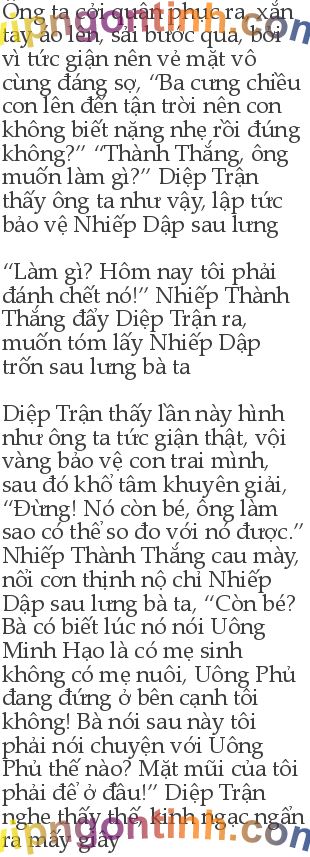 Ông ta cởi quân phục ra, xắn
tay áo lên, sải bước qua, bởi
vì tức giận nên vẻ mặt vô
cùng đáng sợ, “Ba cưng chiều
con lên đến tận trời nên con
không biết nặng nhẹ rồi đúng
không?” “Thành Thắng, ông
muốn làm gì?” Diệp Trận
thấy ông ta như vậy, lập tức
bảo vệ Nhiếp Dập sau lưng
“Làm gì? Hôm nay tôi phải
đánh chết nó!” Nhiếp Thành
Thắng đẩy Diệp Trận ra,
muốn tóm lấy Nhiếp Dập
trốn sau lưng bà ta
Diệp Trận thấy lần này hình
như ông ta tức giận thật, vội
vàng bảo vệ con trai mình,
sau đó khổ tâm khuyên giải,
“Đừng! Nó còn bé, ông làm
sao có thể so đo với nó được.”
Nhiếp Thành Thắng cau mày,
nổi cơn thịnh nộ chỉ Nhiếp
Dập sau lưng bà ta, “Còn bé?
Bà có biết lúc nó nói Uông
Minh Hạo là có mẹ sinh
không có mẹ nuôi, Uông Phủ
đang đứng ở bên cạnh tôi
không! Bà nói sau này tôi
phải nói chuyện với Uông
Phủ thế nào? Mặt mũi của tôi
phải để ở đâu!” Diệp Trận
nghe thấy thế, kinh ngạc ngẩn
ra mấy giây
vipngontinh.com